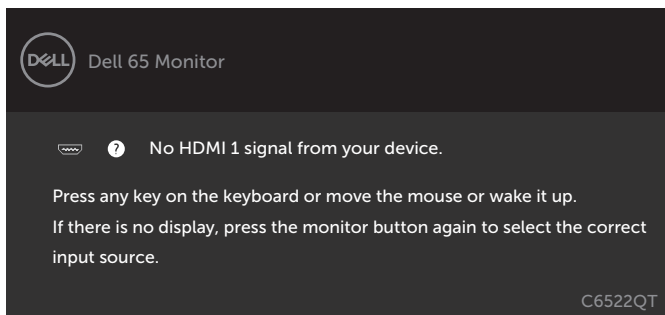 DELL Dell 65 Monitor
? No HDMI 1 signal from your device.
Press any key on the keyboard or move the mouse or wake it up.
If there is no display, press the monitor button again to select the correct
input source.
C6522QT